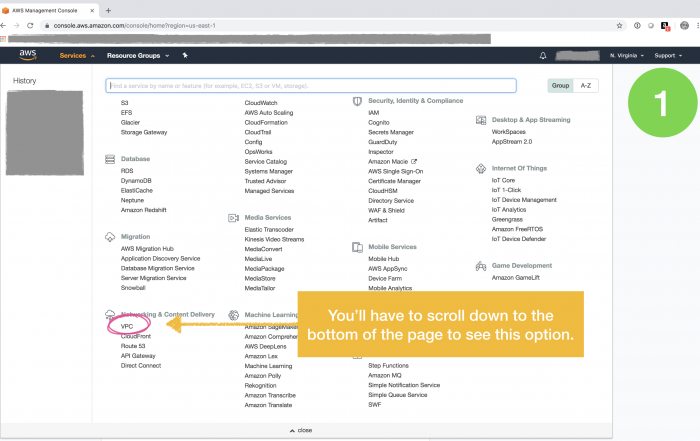 AWS Management Console
console.aws.amazon.com/console/home?region=us-east-1
aws
Services
Resource Groups
N. Virginia
Support
History
Find a service by name or feature (for example, EC2, S3 or VM, storage).
Group
A-Z
1
S3
EFS
Glacier
Storage Gateway
Database
RDS
DynamoDB
ElastiCache
Neptune
Amazon Redshift
Migration
AWS Migration Hub
Application Discovery Service
Database Migration Service
Server Migration Service
Snowball
Networking & Content Delivery
VPC
CloudFront
Route 53
API Gateway
Direct Connect
CloudWatch
AWS Auto Scaling
CloudFormation
CloudTrail
Config
OpsWorks
Service Catalog
Systems Manager
Trusted Advisor
Managed Services
Media Services
Elastic Transcoder
Kinesis Video Streams
MediaConvert
MediaLive
MediaPackage
MediaStore
MediaTailor
Machine Learning
Amazon SageMaker
Amazon Comprehen
AWS DeepLens
Amazon Lex
Machine Learning
Amazon Polly
Rekognition
Amazon Transcribe
Amazon Translate
Security, Identity & Compliance
IAM
Cognito
Secrets Manager
GuardDuty
Inspector
Amazon Macie
AWS Single Sign-On
Certificate Manager
CloudHSM
Directory Service
WAF & Shield
Artifact
Mobile Services
Mobile Hub
AWS AppSync
Device Farm
Mobile Analytics
Step Functions
Amazon MQ
Simple Notification Service
Simple Queue Service
SWF
Desktop & App Streaming
WorkSpaces
AppStream 2.0
Internet Of Things
IoT Core
IoT 1-Click
IoT Device Management
IoT Analytics
Greengrass
Amazon FreeRTOS
IoT Device Defender
Game Development
Amazon GameLift
You'll have to scroll down to the
bottom of the page to see this option.
close